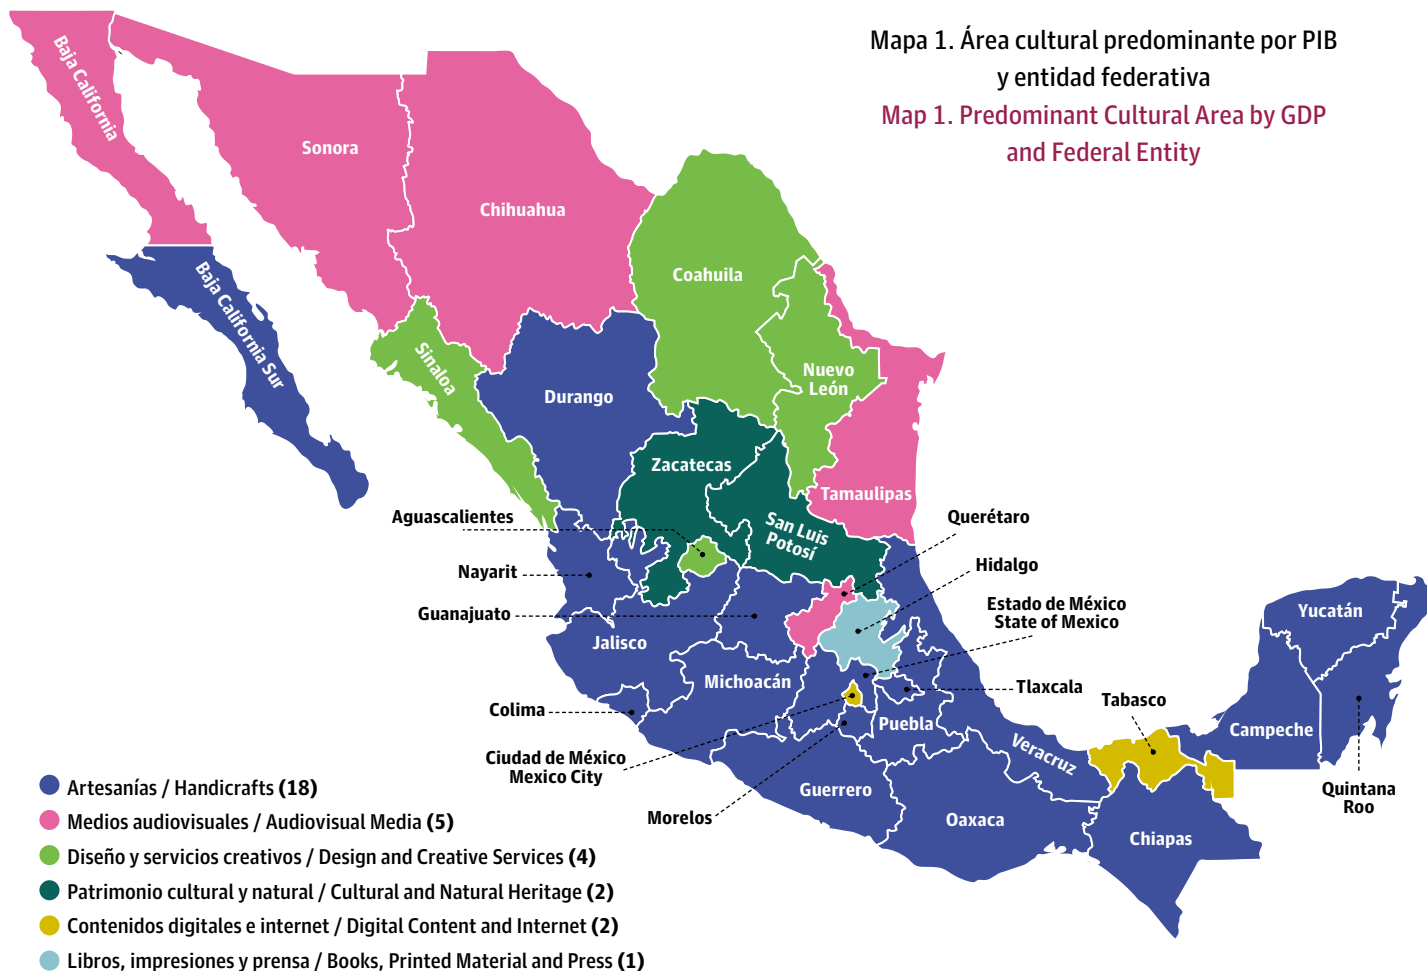 Mapa 1. Área cultural predominante por PIB
y entidad federativa
Map 1. Predominant Cultural Area by GDP
and Federal Entity
Baja California
Sonora
Chihuahua
Coahuila
Baja California Sur
Sinaloa
Durango
Nuevo
León
Zacatecas
Tamaulipas
San Luis
Potosí
Aguascalientes
Querétaro
Nayarit
Hidalgo
Guanajuato
Estado de México
State of Mexico
Jalisco
Michoacán
Tlaxcala
Yucatán
Colima
Puebla
Tabasco
Campeche
Ciudad de México
Mexico City
Veracruz
Morelos
Guerrero
Oaxaca
Chiapas
Quintana
Roo
Artesanías / Handicrafts (18)
Medios audiovisuales / Audiovisual Media (5)
Diseño y servicios creativos / Design and Creative Services (4)
Patrimonio cultural y natural / Cultural and Natural Heritage (2)
Contenidos digitales e internet / Digital Content and Internet (2)
Libros, impresiones y prensa / Books, Printed Material and Press (1)